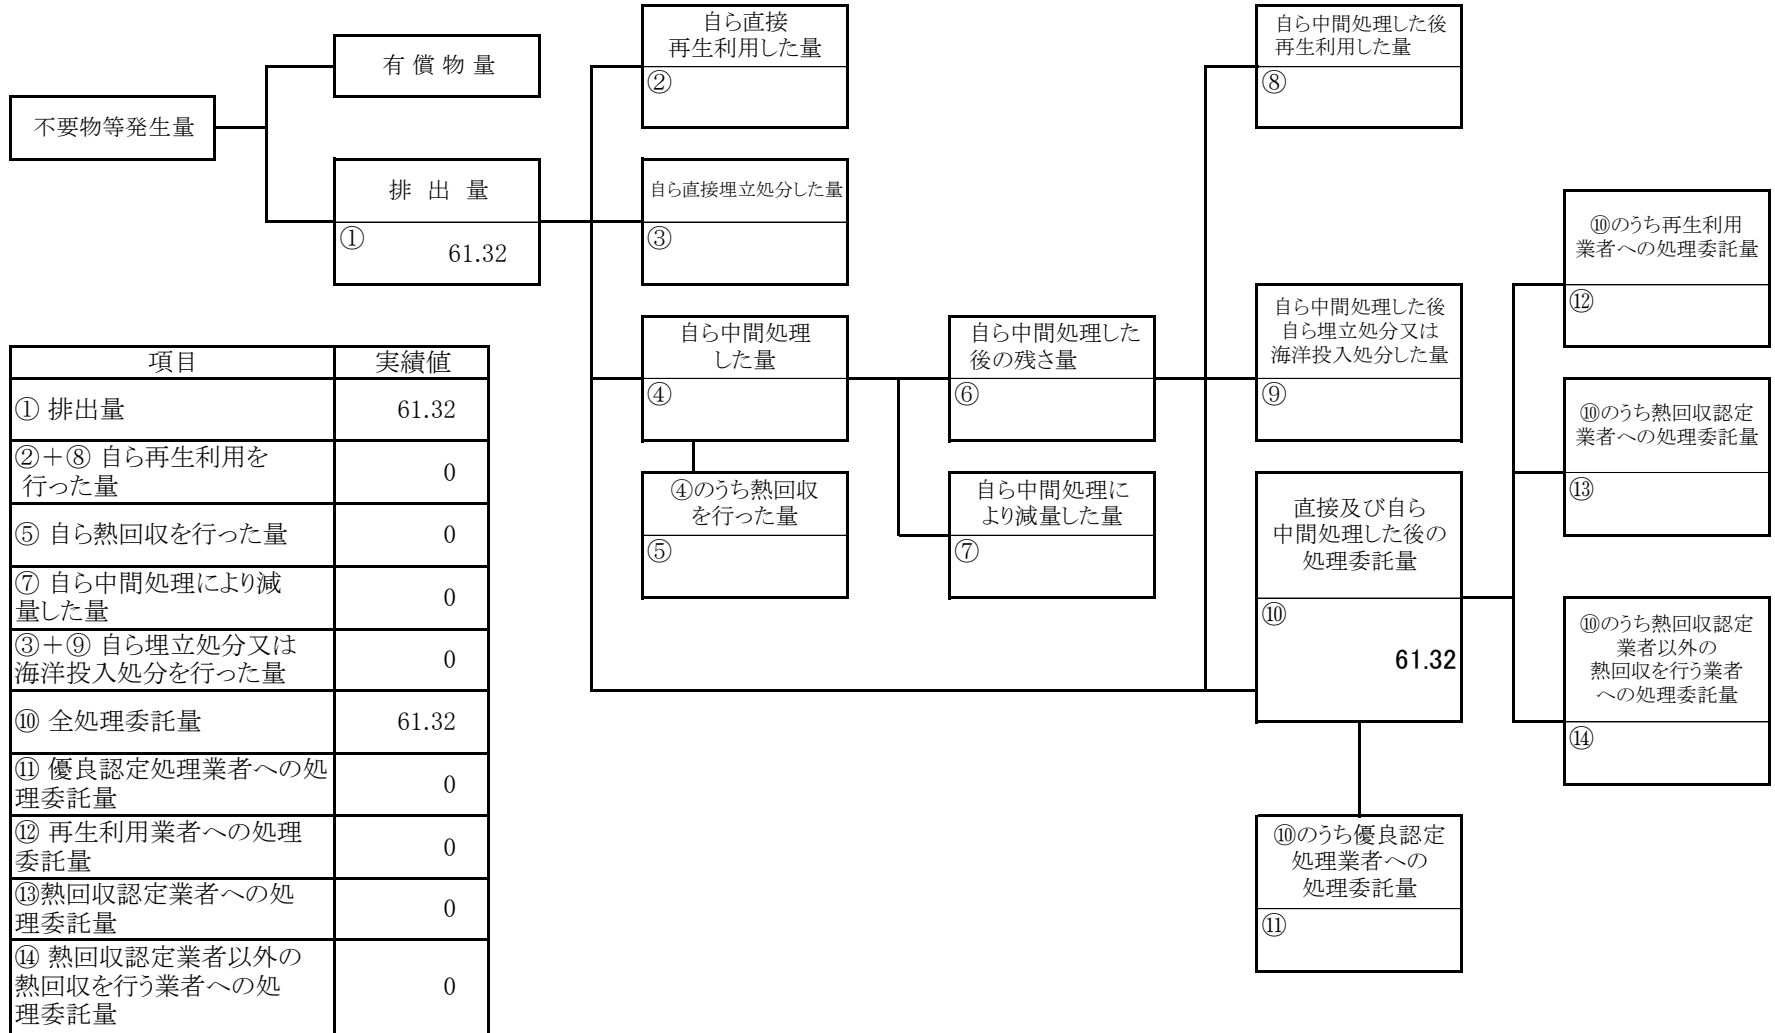 不要物等発生量
有 償 物 量
排 出 量
①
61.32
自ら直接
再生利用した量
②
自ら直接埋立処分した量
③
自ら中間処理
した量
④
④のうち熱回収
を行った量
⑤
自ら中間処理した
後の残さ量
⑥
自ら中間処理に
より減量した量
⑦
自ら中間処理した後
再生利用した量
⑧
自ら中間処理した後
自ら埋立処分又は
海洋投入処分した量
⑨
直接及び自ら
中間処理した後の
処理委託量
⑩
61.32
⑩のうち優良認定
処理業者への
処理委託量
⑪
⑩のうち再生利用
業者への処理委託量
⑫
⑩のうち熱回収認定
業者への処理委託量
⑬
⑩のうち熱回収認定
業者以外の
熱回収を行う業者
への処理委託量
⑭
項目 実績値
① 排出量 61.32
②+⑧ 自ら再生利用を
行った量 0
⑤ 自ら熱回収を行った量 0
⑦ 自ら中間処理により減
量した量 0
③+⑨ 自ら埋立処分又は
海洋投入処分を行った量 0
⑩ 全処理委託量 61.32
⑪ 優良認定処理業者への処
理委託量 0
⑫ 再生利用業者への処理
委託量 0
⑬熱回収認定業者への処
理委託量 0
⑭ 熱回収認定業者以外の
熱回収を行う業者への処
理委託量 0